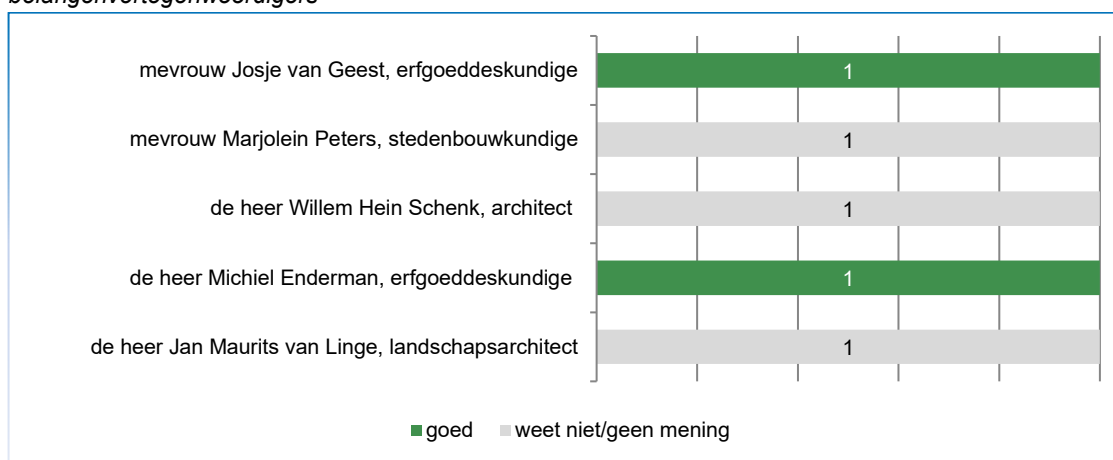 belangenvertegenwoordigers
mevrouw Josje van Geest, erfgoeddeskundige 1
mevrouw Marjolein Peters, stedenbouwkundige 1
de heer Willem Hein Schenk, architect 1
de heer Michiel Enderman, erfgoeddeskundige 1
de heer Jan Maurits van Linge, landschapsarchitect 1
goed weet niet/geen mening